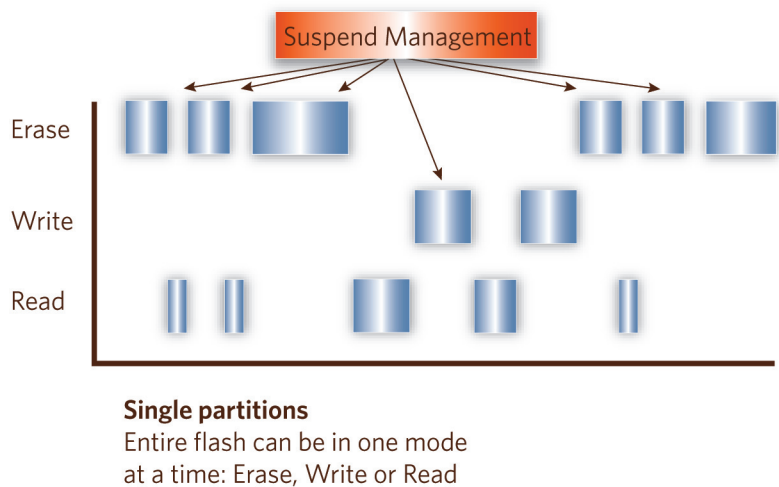 Suspend Management
Erase
Write
Read
Single partitions
Entire flash can be in one mode
at a time: Erase, Write or Read